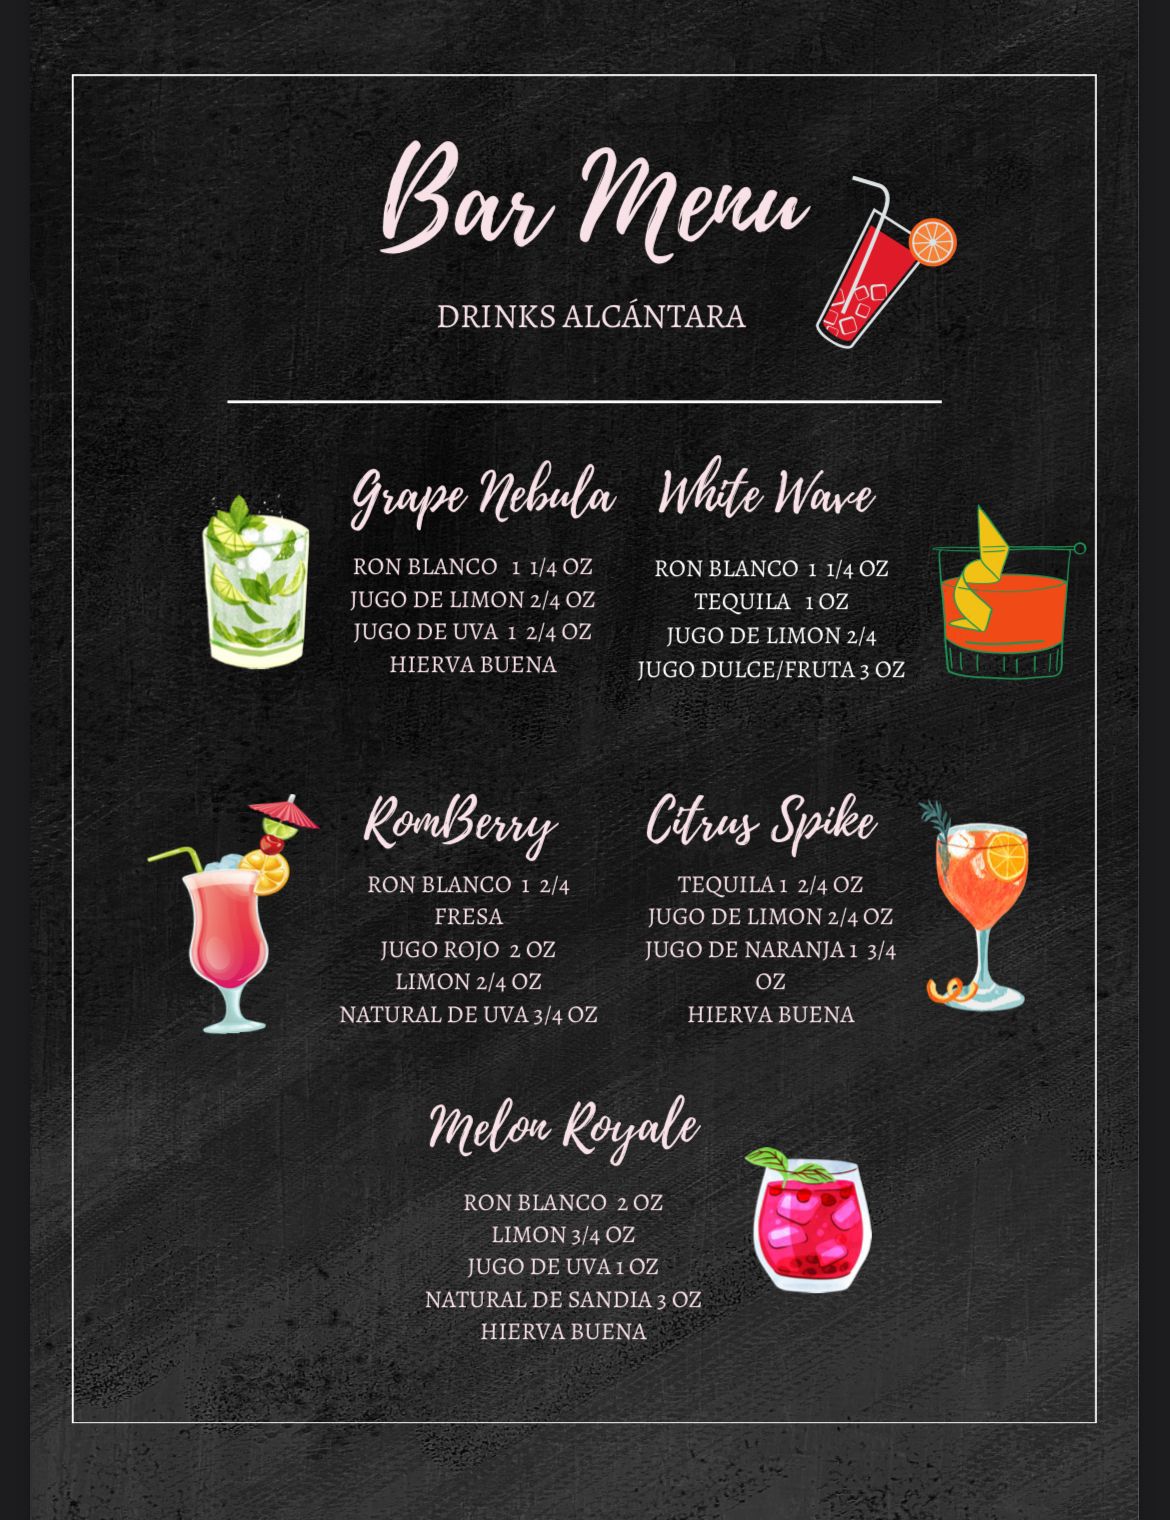 Bar Menu
DRINKS ALCÁNTARA
Grape Nebula
RON BLANCO 1 1/4 OZ
JUGO DE LIMON 2/4 OZ
JUGO DE UVA 1 2/4 OZ
HIERVA BUENA
White Wave
RON BLANCO 1 1/4 OZ
TEQUILA 1 OZ
JUGO DE LIMON 2/4
JUGO DULCE/FRUTA 3 OZ
RomBerry
RON BLANCO 1 2/4
FRESA
JUGO ROJO 2 OZ
LIMON 2/4 OZ
NATURAL DE UVA 3/4 OZ
Citrus Spike
TEQUILA 1 2/4 OZ
JUGO DE LIMON 2/4 OZ
JUGO DE NARANJA 1 3/4
OZ
HIERVA BUENA
Melon Royale
RON BLANCO 2 OZ
LIMON 3/4 OZ
JUGO DE UVA 1 OZ
NATURAL DE SANDIA 3 OZ
HIERVA BUENA